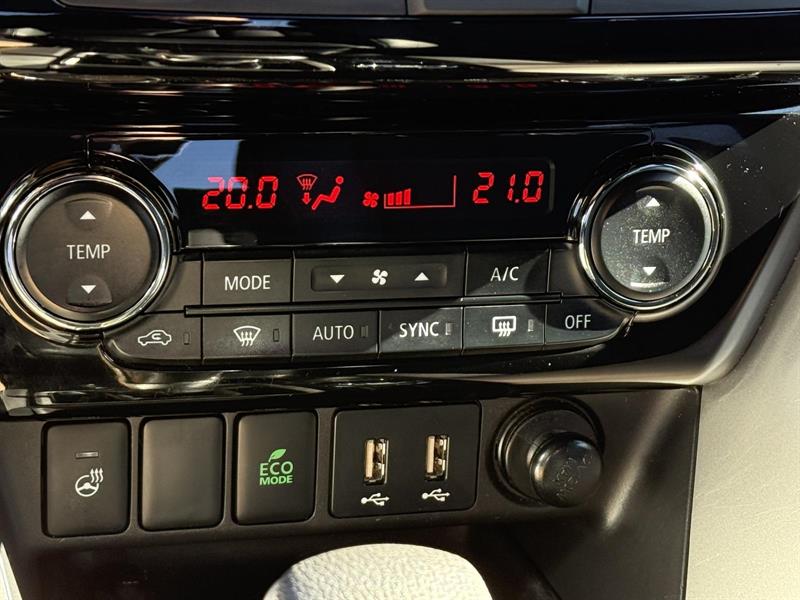 20.0 21.0
TEMP
MODE
A/C
TEMP
AUTO
SYNC
OFF
ECO
MODE